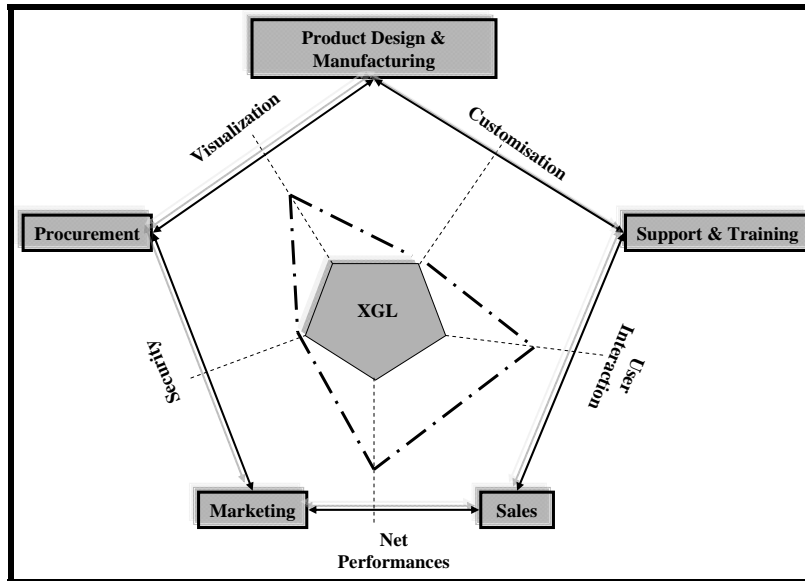 Product Design &
Manufacturing
Visualization
Customisation
Procurement
Support & Training
XGL
Security
User
Interaction
Marketing
Sales
Net
Performances